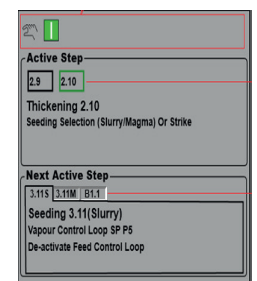 Active Step
2.9 2.10
Thickening 2.10
Seeding Selection (Slurry/Magma) Or Strike
Next Active Step
3.11S 3.11M B1.1
Seeding 3.11(Slurry)
Vapour Control Loop SP P5
De-activate Feed Control Loop